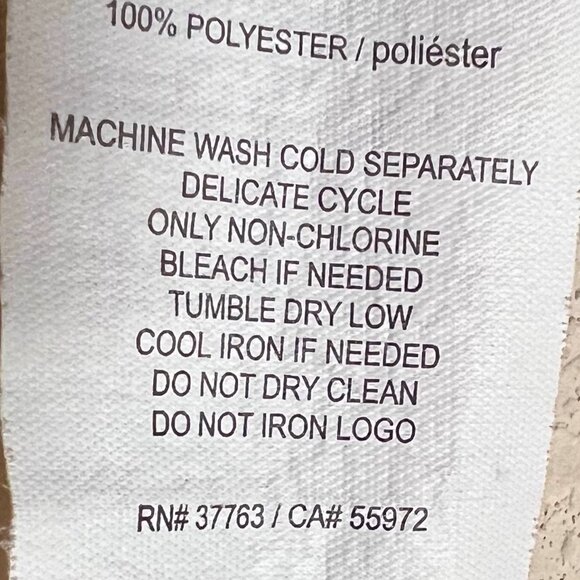 100% POLYESTER / poliéster
MACHINE WASH COLD SEPARATELY
DELICATE CYCLE
ONLY NON-CHLORINE
BLEACH IF NEEDED
TUMBLE DRY LOW
COOL IRON IF NEEDED
DO NOT DRY CLEAN
DO NOT IRON LOGO
RN# 37763 / CA# 55972